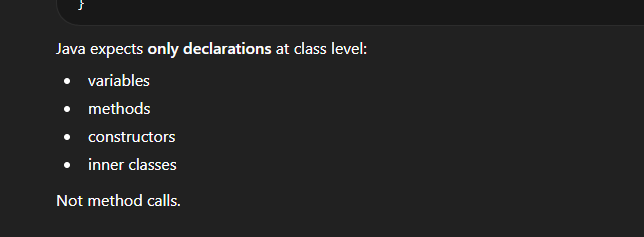 }
Java expects only declarations at class level:
• variables
• methods
• constructors
• inner classes
Not method calls.